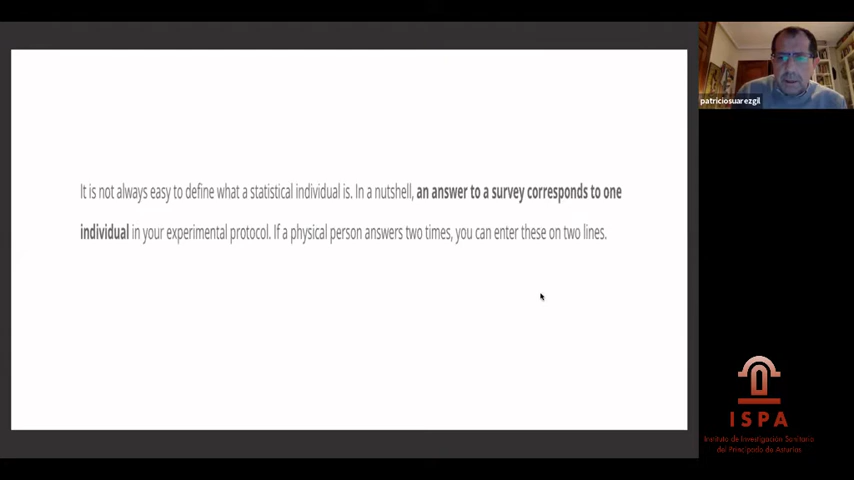 It is not always easy to define what a statistical individual is. In a nutshell, an answer to a survey corresponds to one
individual in your experimental protocol. If a physical person answers two times, you can enter these on two lines.
patriciosuarezgil
ISPA
Instituto de Investigación Sanitaria
del Principado de Asturias